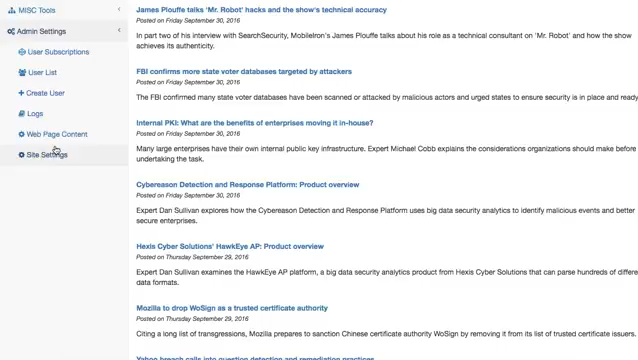 MISC Tools
Admin Settings
User Subscriptions
User List
Create User
Logs
Web Page Content
Site Settings
James Plouffe talks 'Mr. Robot' hacks and the show's technical accuracy
Posted on Friday September 30, 2016
In part two of his interview with SearchSecurity, MobileIron's James Plouffe talks about his role as a technical consultant on 'Mr. Robot' and how the show
achieves its authenticity.
FBI confirms more state voter databases targeted by attackers
Posted on Friday September 30, 2016
The FBI confirmed many state voter databases have been scanned or attacked by malicious actors and urged states to ensure security is in place and ready
Internal PKI: What are the benefits of enterprises moving it in-house?
Posted on Friday September 30, 2016
Many large enterprises have their own internal public key infrastructure. Expert Michael Cobb explains the considerations organizations should make before
undertaking the task.
Cybereason Detection and Response Platform: Product overview
Posted on Friday September 30, 2016
Expert Dan Sullivan explores how the Cybereason Detection and Response Platform uses big data security analytics to identify malicious events and better
secure enterprises.
Hexis Cyber Solutions' HawkEye AP: Product overview
Posted on Thursday September 29, 2016
Expert Dan Sullivan examines the HawkEye AP platform, a big data security analytics product from Hexis Cyber Solutions that can parse hundreds of
data formats.
Mozilla to drop WoSign as a trusted certificate authority
Posted on Thursday September 29, 2016
Citing a long list of transgressions, Mozilla prepares to sanction Chinese certificate authority WoSign by removing it from its list of trusted certificate issuers.
Yahoo breach calls into question detection and remediation practices